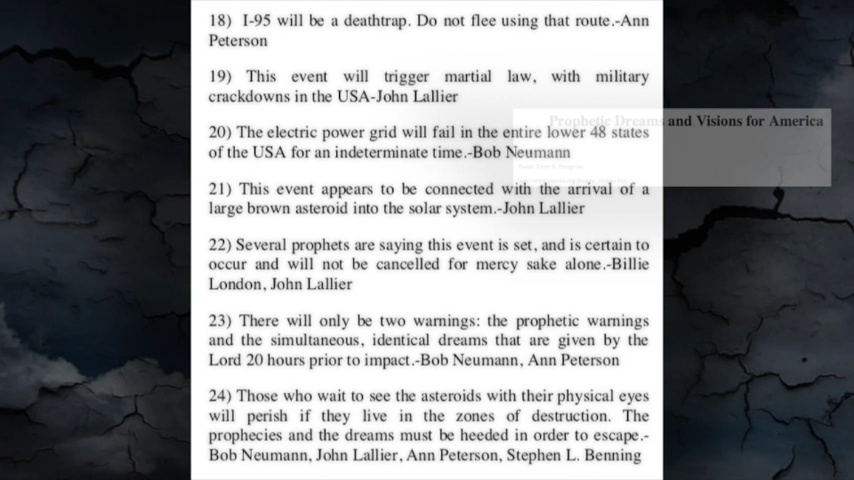 18) I-95 will be a deathtrap. Do not flee using that route.-Ann
Peterson
19) This event will trigger martial law, with military
crackdowns in the USA-John Lallier
Prophetic Dreams and Visions for America
20) The electric power grid will fail in the entire lower 48 states
of the USA for an indeterminate time.-Bob Neumann
21) This event appears to be connected with the arrival of a
large brown asteroid into the solar system.-John Lallier
22) Several prophets are saying this event is set, and is certain to
occur and will not be cancelled for mercy sake alone.-Billie
London, John Lallier
23) There will only be two warnings: the prophetic warnings
and the simultaneous, identical dreams that are given by the
Lord 20 hours prior to impact.-Bob Neumann, Ann Peterson
24) Those who wait to see the asteroids with their physical eyes
will perish if they live in the zones of destruction. The
prophecies and the dreams must be heeded in order to escape.-
Bob Neumann, John Lallier, Ann Peterson, Stephen L. Benning